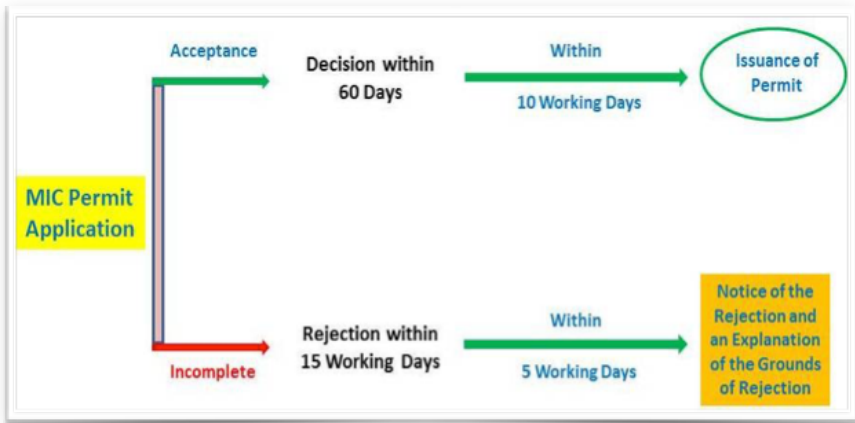 Acceptance
Decision within
60 Days
Within
10 Working Days
Issuance of
Permit
MIC Permit
Application
Incomplete
Rejection within
15 Working Days
Within
5 Working Days
Notice of the
Rejection and
an Explanation
of the Grounds
of Rejection